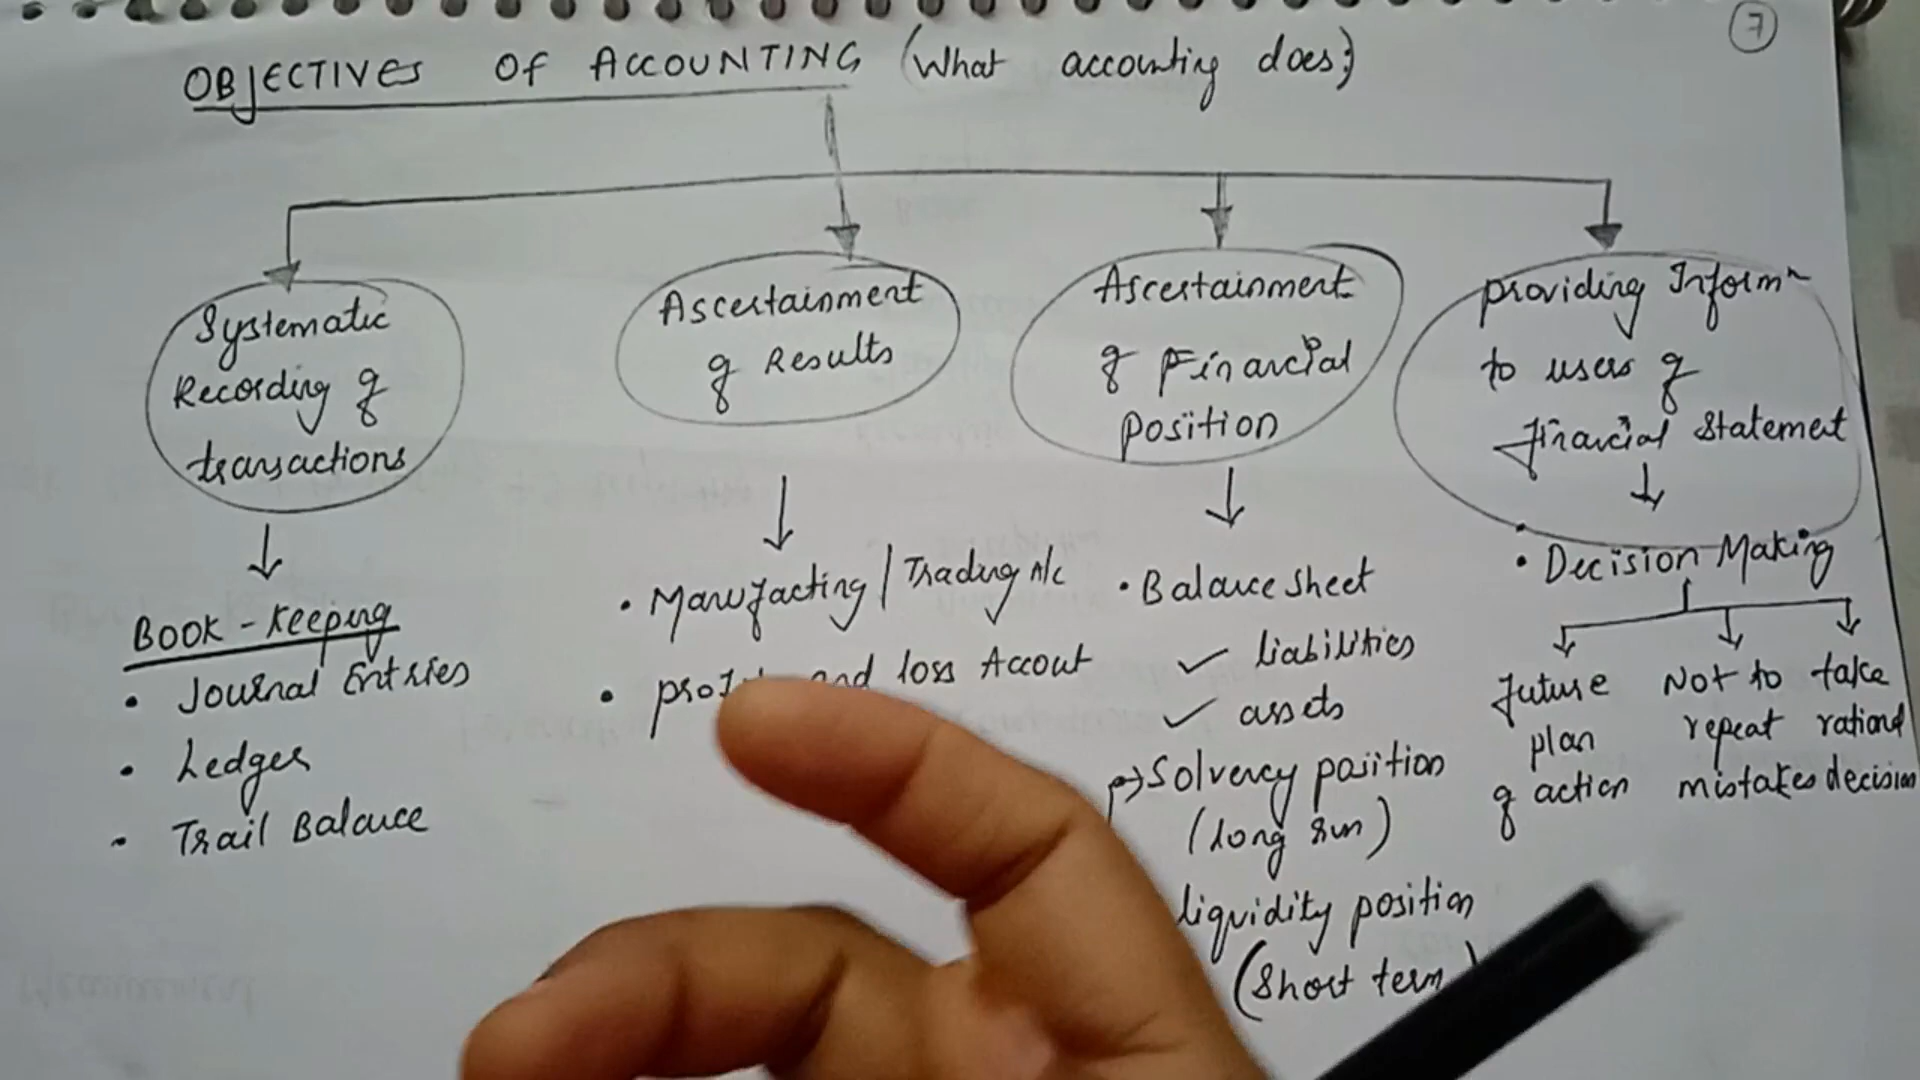 7
OBJECTIVES OF ACCOUNTING (What accounting does?)
Systematic
Recording of
transactions
BOOK-Keeping
• Journal Entries
• Ledger
• Trail Balance
Ascertainment
of Results
• Manufacting / Trading A/c
• and loss Accout
Ascertainment
of Financial
position
• Balance sheet
✓ liabilities
✓ assets
→ Solvency position
(long run)
liquidity position
(Short term)
providing Informⁿ
to users of
financial statement
• Decision Making
future
plan
of action
Not to
repeat
mistakes
take
rational
decision